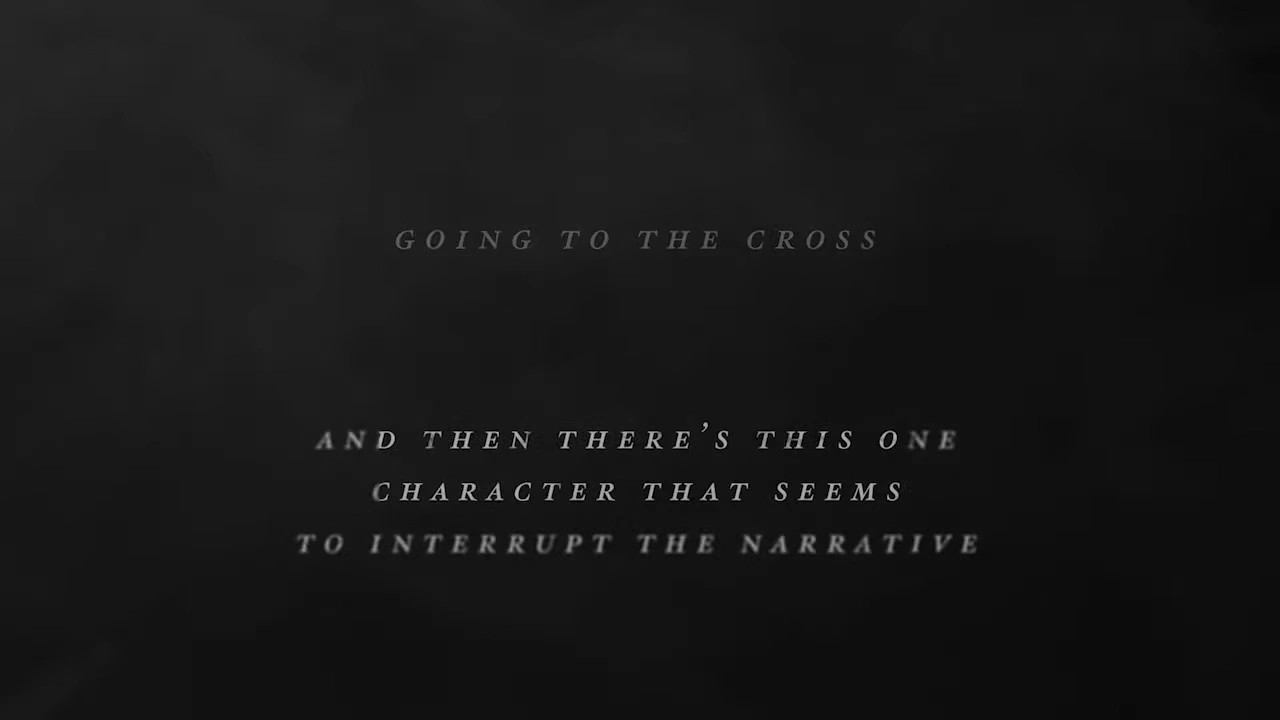 GOING TO THE CROSS
AND THEN THERE’S THIS ONE
CHARACTER THAT SEEMS
TO INTERRUPT THE NARRATIVE